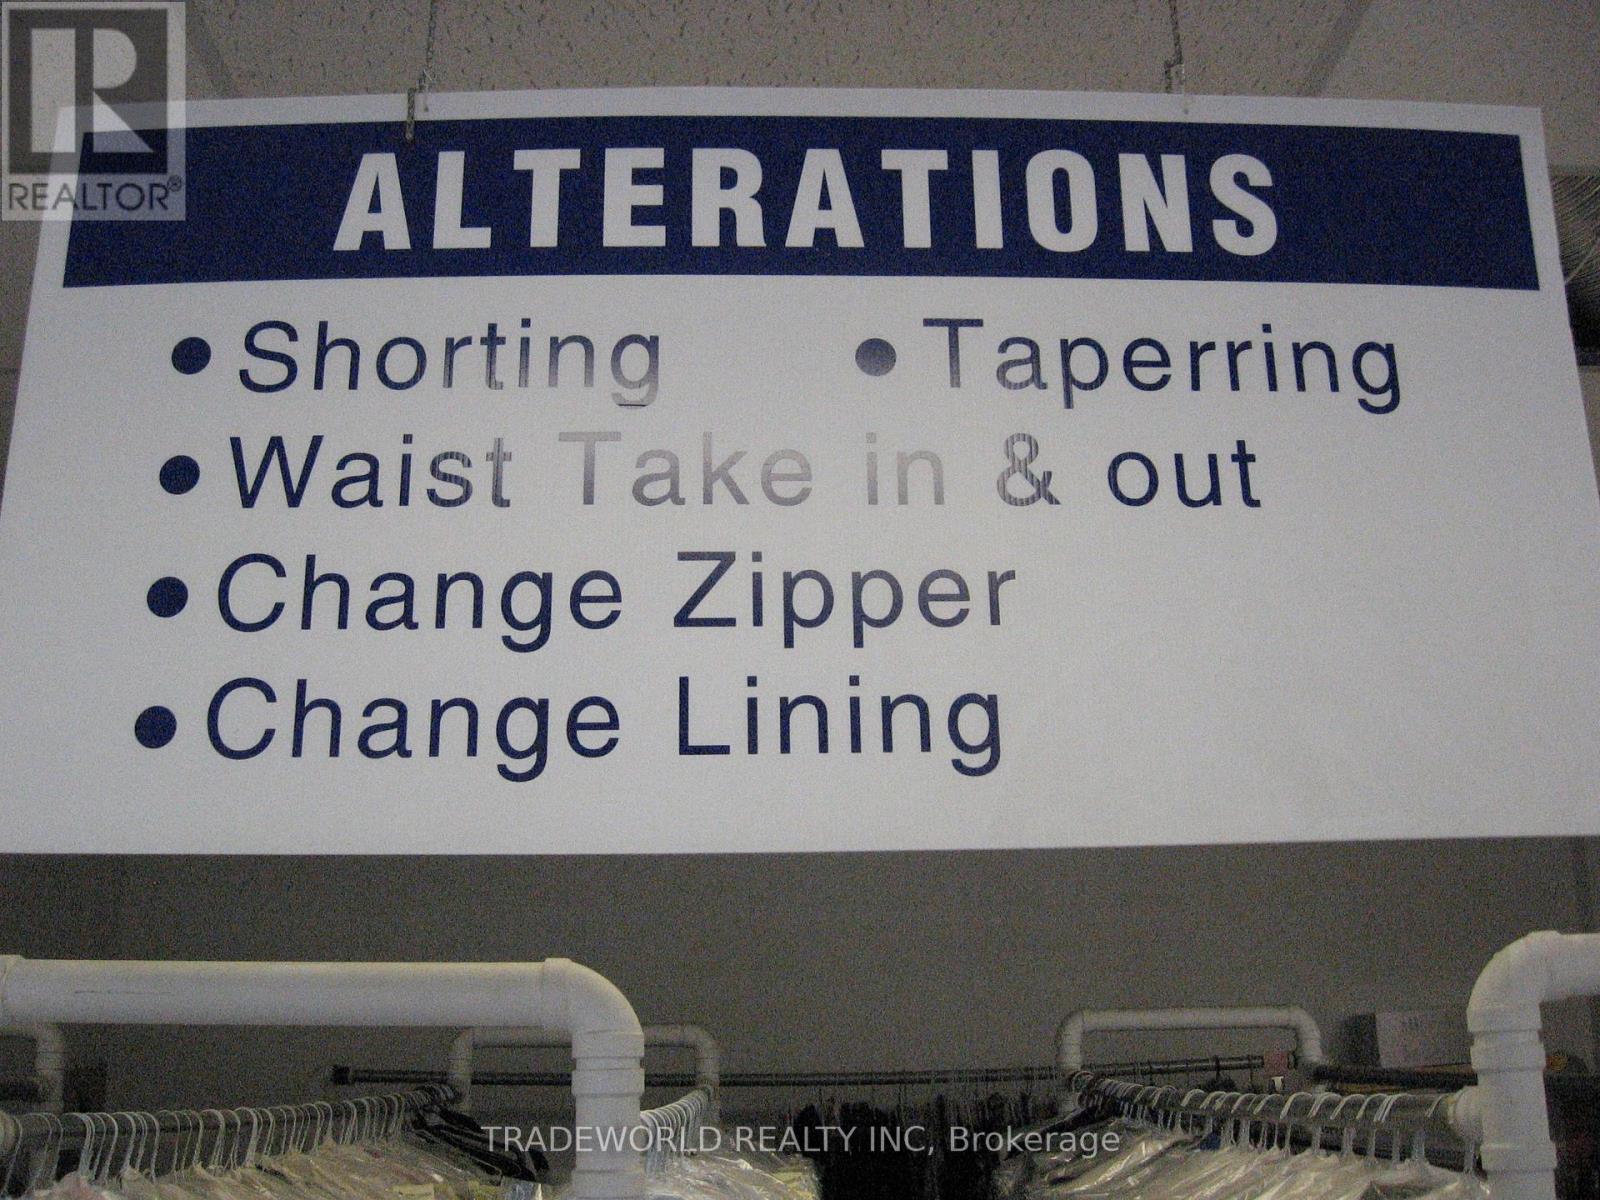 REALTOR®
ALTERATIONS
• Shorting • Taperring
• Waist Take in & out
• Change Zipper
• Change Lining
TRADEWORLD REALTY INC, Brokerage